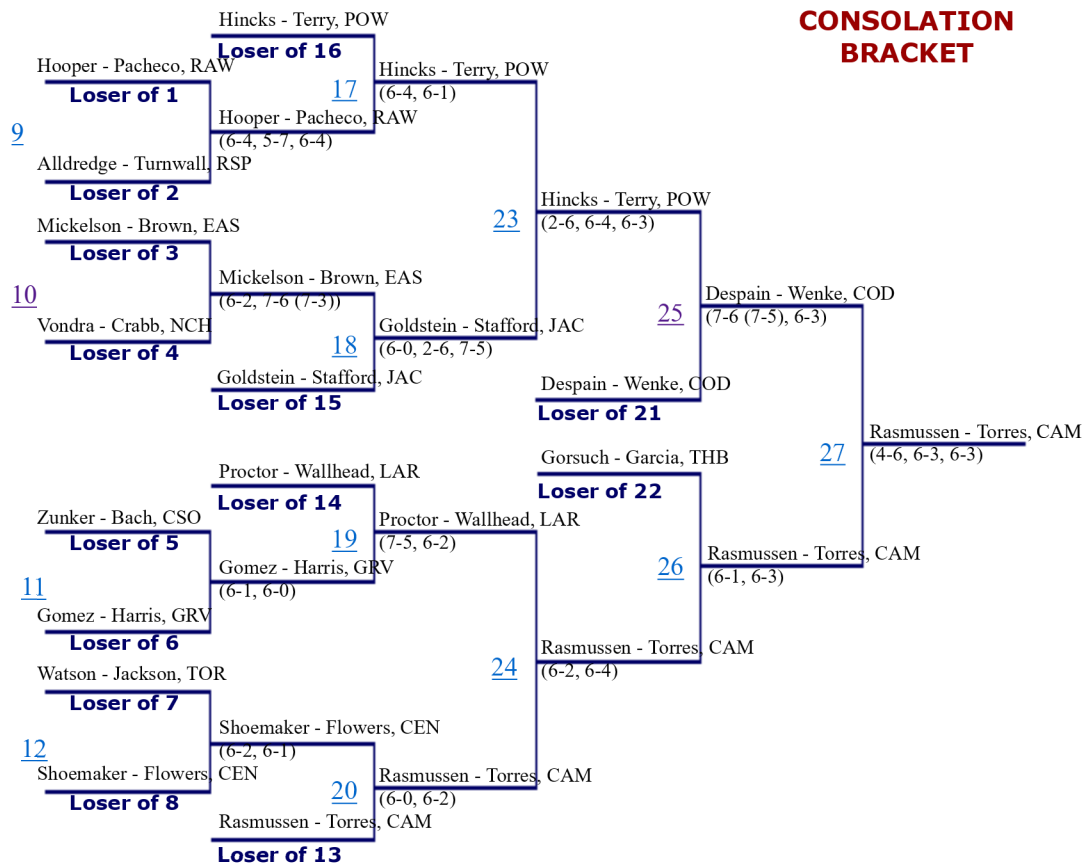 CONSOLATION
BRACKET
Hincks - Terry, POW
Loser of 16
Hooper - Pacheco, RAW
Loser of 1
Hincks - Terry, POW
(6-4, 6-1)
17
9
Hooper - Pacheco, RAW
(6-4, 5-7, 6-4)
Alldredge - Turnwall, RSP
Loser of 2
Hincks - Terry, POW
(2-6, 6-4, 6-3)
23
Mickelson - Brown, EAS
Loser of 3
10
Mickelson - Brown, EAS
(6-2, 7-6 (7-3))
Vondra - Crabb, NCH
Loser of 4
18
Goldstein - Stafford, JAC
(6-0, 2-6, 7-5)
Goldstein - Stafford, JAC
Loser of 15
25
Despain - Wenke, COD
(7-6 (7-5), 6-3)
Despain - Wenke, COD
Loser of 21
27
Rasmussen - Torres, CAM
(4-6, 6-3, 6-3)
Gorsuch - Garcia, THB
Loser of 22
Proctor - Wallhead, LAR
Loser of 14
Zunker - Bach, CSO
Loser of 5
19
Proctor - Wallhead, LAR
(7-5, 6-2)
11
Gomez - Harris, GRV
(6-1, 6-0)
26
Rasmussen - Torres, CAM
(6-1, 6-3)
Gomez - Harris, GRV
Loser of 6
24
Rasmussen - Torres, CAM
(6-2, 6-4)
Watson - Jackson, TOR
Loser of 7
12
Shoemaker - Flowers, CEN
(6-2, 6-1)
Shoemaker - Flowers, CEN
Loser of 8
20
Rasmussen - Torres, CAM
(6-0, 6-2)
Rasmussen - Torres, CAM
Loser of 13